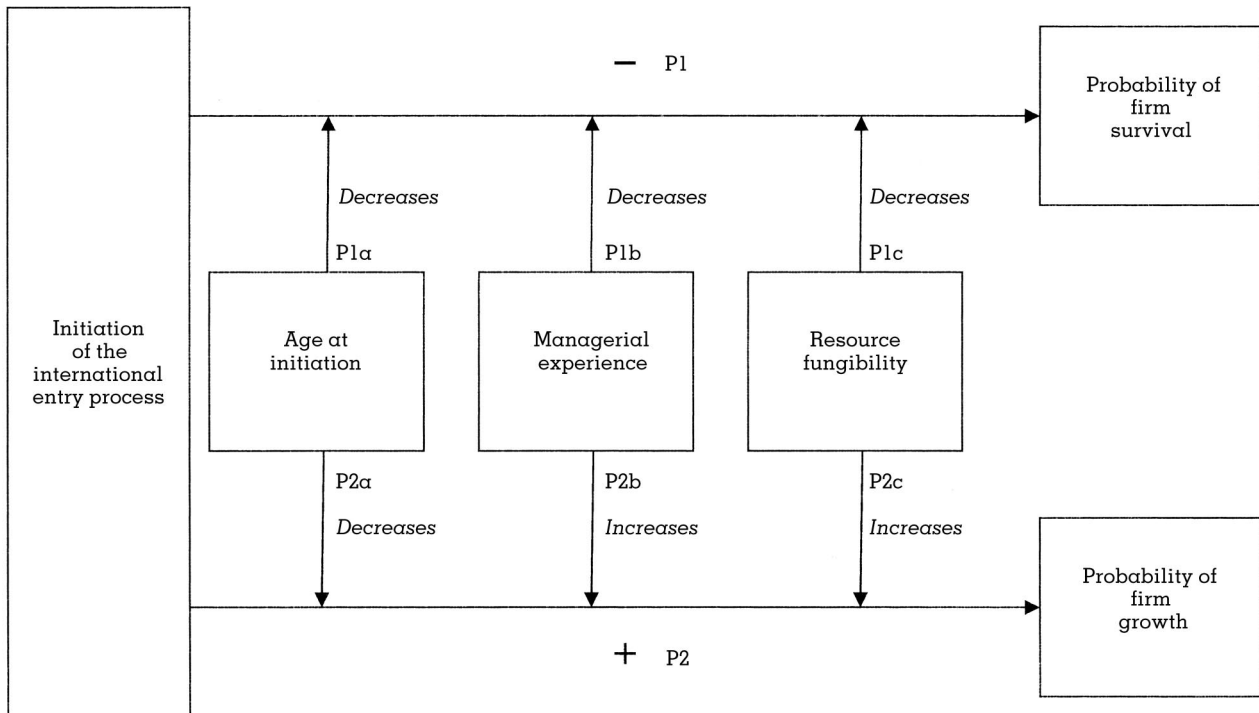 − P1
Probability of
firm
survival
Decreases
Decreases
Decreases
P1a
P1b
P1c
Initiation
of the
international
entry process
Age at
initiation
Managerial
experience
Resource
fungibility
P2a
P2b
P2c
Decreases
Increases
Increases
Probability of
firm
growth
+ P2